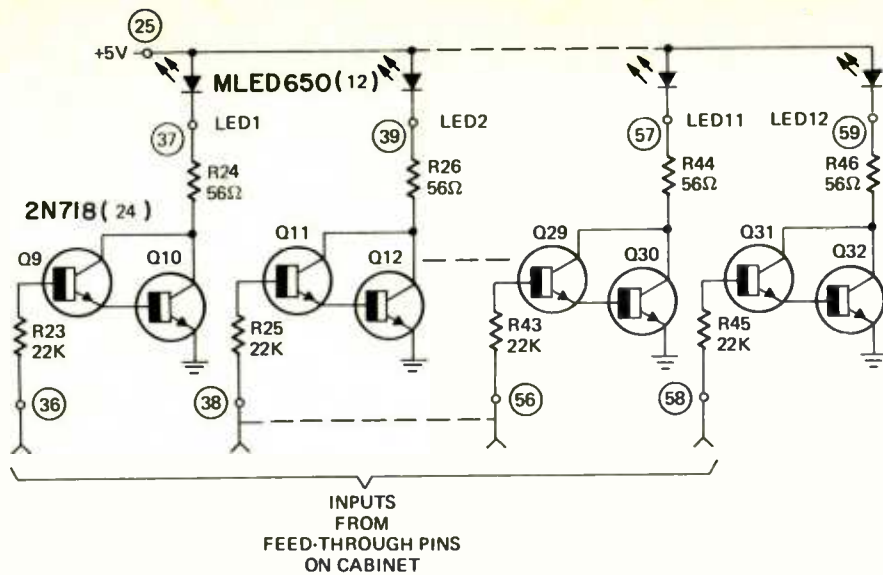 25
+5V
MLED650(12)
37
LED1
39
LED2
57
LED11
LED12
59
R24
56Ω
R26
56Ω
R44
56Ω
R46
56Ω
2N718(24)
Q9
Q10
Q11
Q12
Q29
Q30
Q31
Q32
R23
22K
R25
22K
R43
22K
R45
22K
36
38
56
58
INPUTS
FROM
FEED-THROUGH PINS
ON CABINET